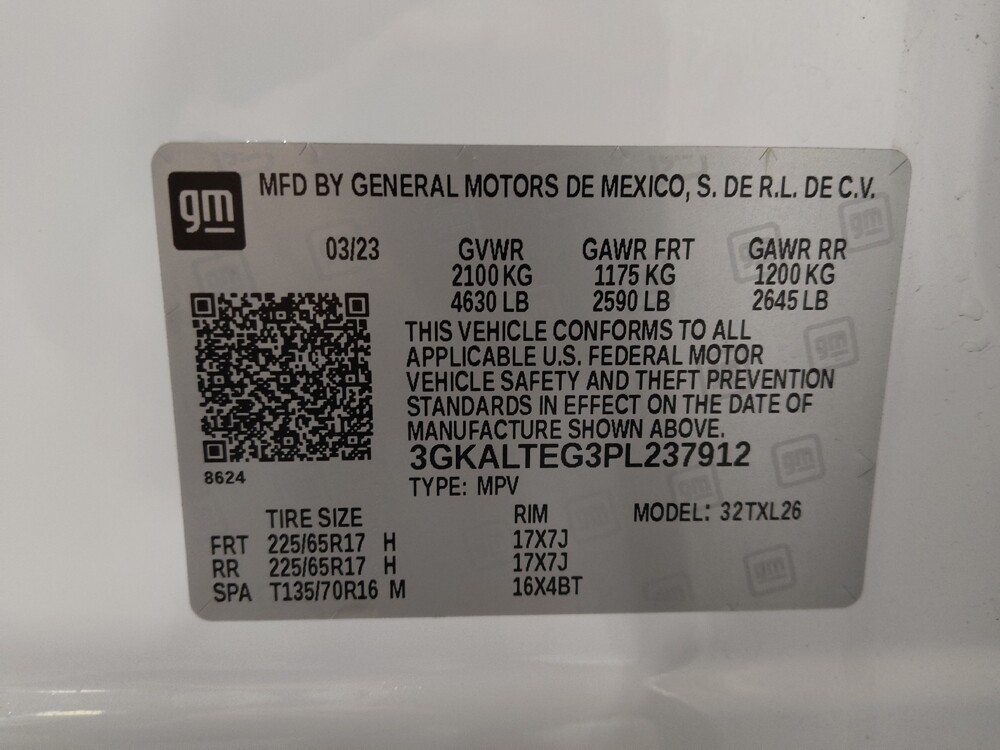 gm
MFD BY GENERAL MOTORS DE MEXICO, S. DE R.L. DE C.V.
03/23 GVWR GAWR FRT GAWR RR
2100 KG 1175 KG 1200 KG
4630 LB 2590 LB 2645 LB
THIS VEHICLE CONFORMS TO ALL
APPLICABLE U.S. FEDERAL MOTOR
VEHICLE SAFETY AND THEFT PREVENTION
STANDARDS IN EFFECT ON THE DATE OF
MANUFACTURE SHOWN ABOVE.
3GKALTEG3PL237912
8624
TYPE: MPV
TIRE SIZE RIM MODEL: 32TXL26
FRT 225/65R17 H 17X7J
RR 225/65R17 H 17X7J
SPA T135/70R16 M 16X4BT